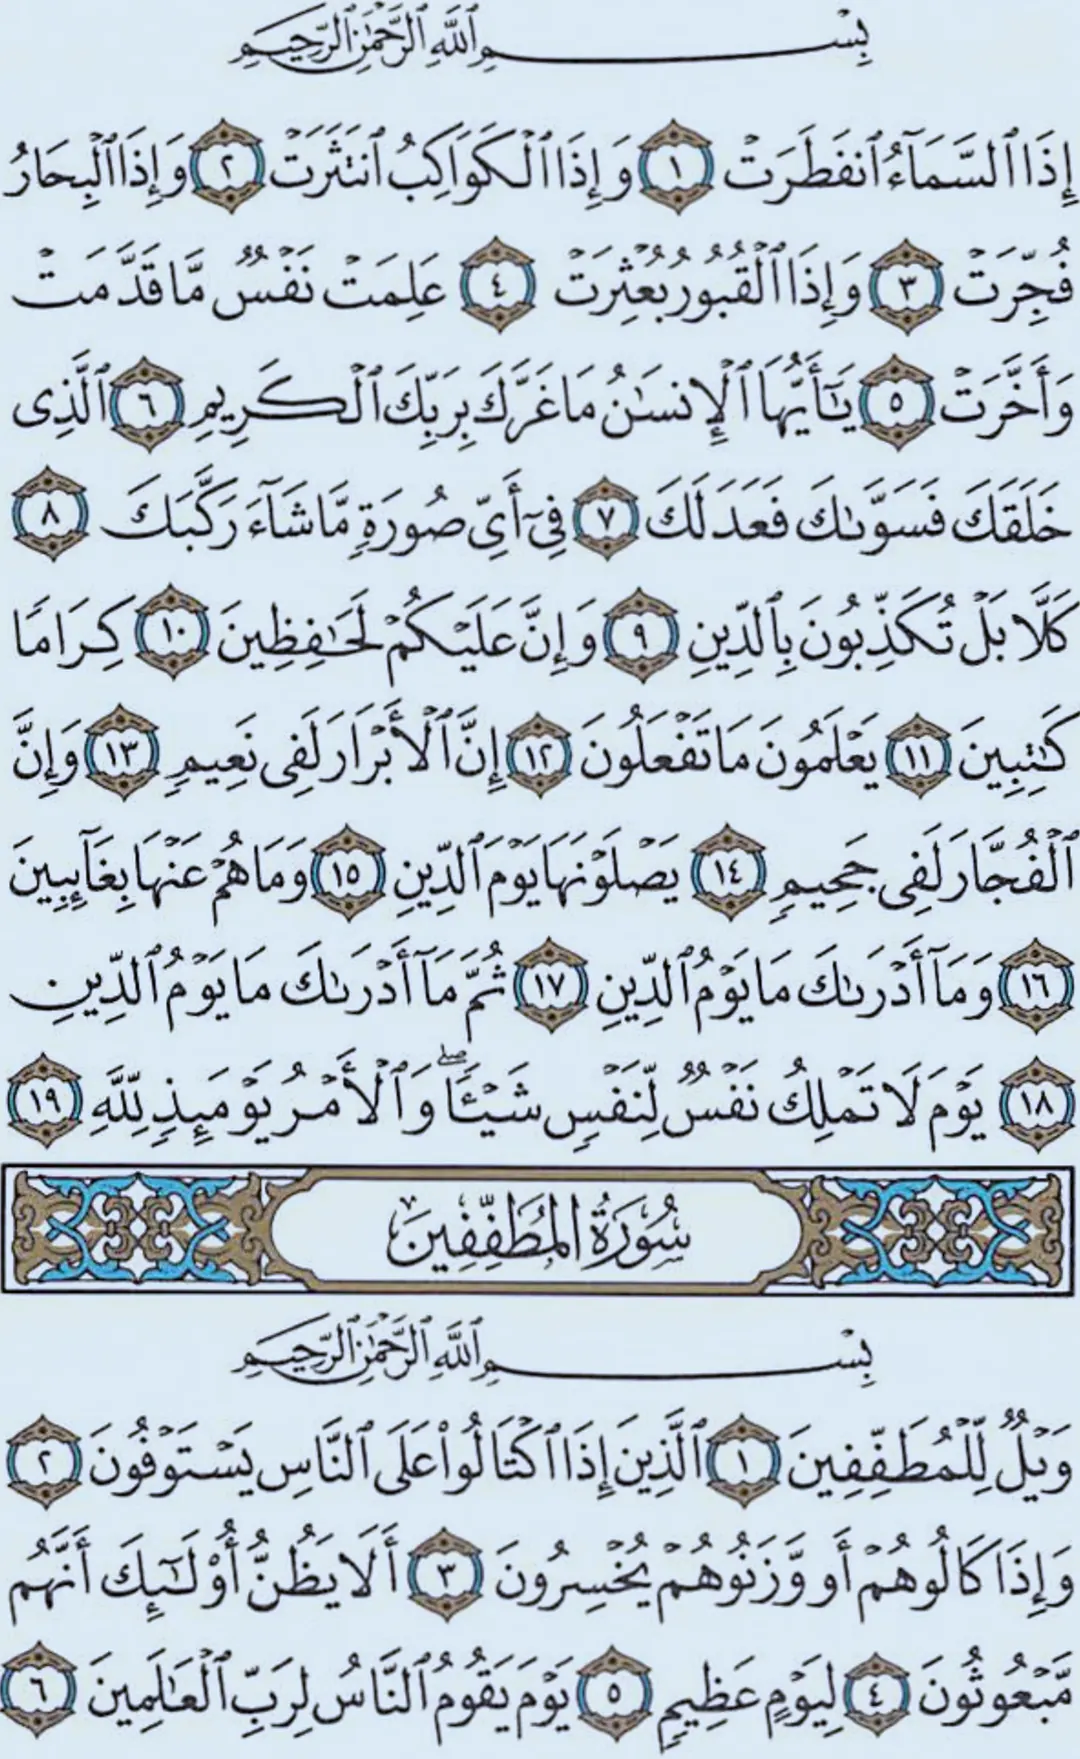 بِسْمِ ٱللَّهِ ٱلرَّحْمَٰنِ ٱلرَّحِيمِ
إِذَا ٱلسَّمَآءُ ٱنفَطَرَتْ ١ وَإِذَا ٱلْكَوَاكِبُ ٱنتَثَرَتْ ٢ وَإِذَا ٱلْبِحَارُ
فُجِّرَتْ ٣ وَإِذَا ٱلْقُبُورُ بُعْثِرَتْ ٤ عَلِمَتْ نَفْسٌ مَّا قَدَّمَتْ
وَأَخَّرَتْ ٥ يَٰٓأَيُّهَا ٱلْإِنسَٰنُ مَا غَرَّكَ بِرَبِّكَ ٱلْكَرِيمِ ٦ ٱلَّذِى
خَلَقَكَ فَسَوَّىٰكَ فَعَدَلَكَ ٧ فِىٓ أَىِّ صُورَةٍ مَّا شَآءَ رَكَّبَكَ ٨
كَلَّا بَلْ تُكَذِّبُونَ بِٱلدِّينِ ٩ وَإِنَّ عَلَيْكُمْ لَحَٰفِظِينَ ١٠ كِرَامًا
كَٰتِبِينَ ١١ يَعْلَمُونَ مَا تَفْعَلُونَ ١٢ إِنَّ ٱلْأَبْرَارَ لَفِى نَعِيمٍ ١٣ وَإِنَّ
ٱلْفُجَّارَ لَفِى جَحِيمٍ ١٤ يَصْلَوْنَهَا يَوْمَ ٱلدِّينِ ١٥ وَمَا هُمْ عَنْهَا بِغَآئِبِينَ
١٦ وَمَآ أَدْرَىٰكَ مَا يَوْمُ ٱلدِّينِ ١٧ ثُمَّ مَآ أَدْرَىٰكَ مَا يَوْمُ ٱلدِّينِ
١٨ يَوْمَ لَا تَمْلِكُ نَفْسٌ لِّنَفْسٍ شَيْـًٔا ۖ وَٱلْأَمْرُ يَوْمَئِذٍ لِّلَّهِ ١٩
سُورَةُ المُطَفِّفِينَ
بِسْمِ ٱللَّهِ ٱلرَّحْمَٰنِ ٱلرَّحِيمِ
وَيْلٌ لِّلْمُطَفِّفِينَ ١ ٱلَّذِينَ إِذَا ٱكْتَالُوا۟ عَلَى ٱلنَّاسِ يَسْتَوْفُونَ ٢
وَإِذَا كَالُوهُمْ أَو وَّزَنُوهُمْ يُخْسِرُونَ ٣ أَلَا يَظُنُّ أُو۟لَٰٓئِكَ أَنَّهُم
مَّبْعُوثُونَ ٤ لِيَوْمٍ عَظِيمٍ ٥ يَوْمَ يَقُومُ ٱلنَّاسُ لِرَبِّ ٱلْعَٰلَمِينَ ٦